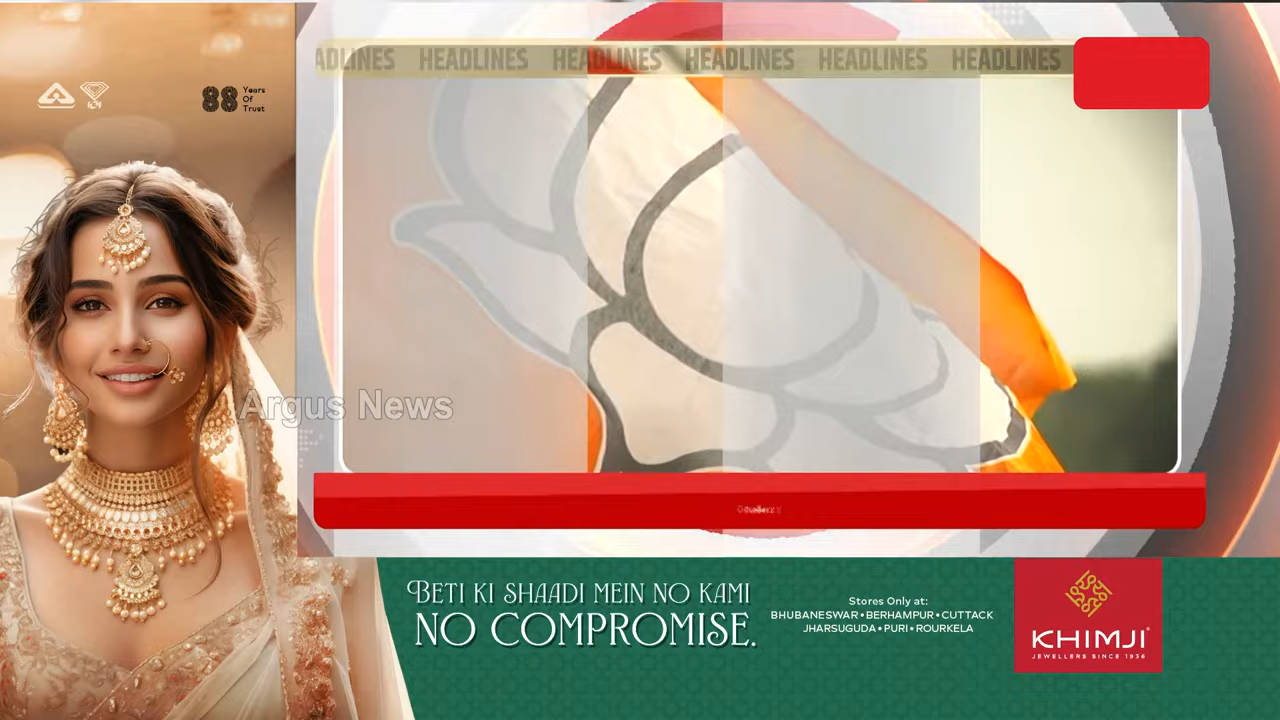 ADLINES HEADLINES HEADLINES HEADLINES HEADLINES HEADLINES
88 Years
Of
Trust
Argus News
BETI KI SHAADI MEIN NO KAMI
NO COMPROMISE.
Stores Only at:
BHUBANESWAR • BERHAMPUR • CUTTACK
JHARSUGUDA • PURI • ROURKELA
KHIMJI
JEWELLERS SINCE 1936